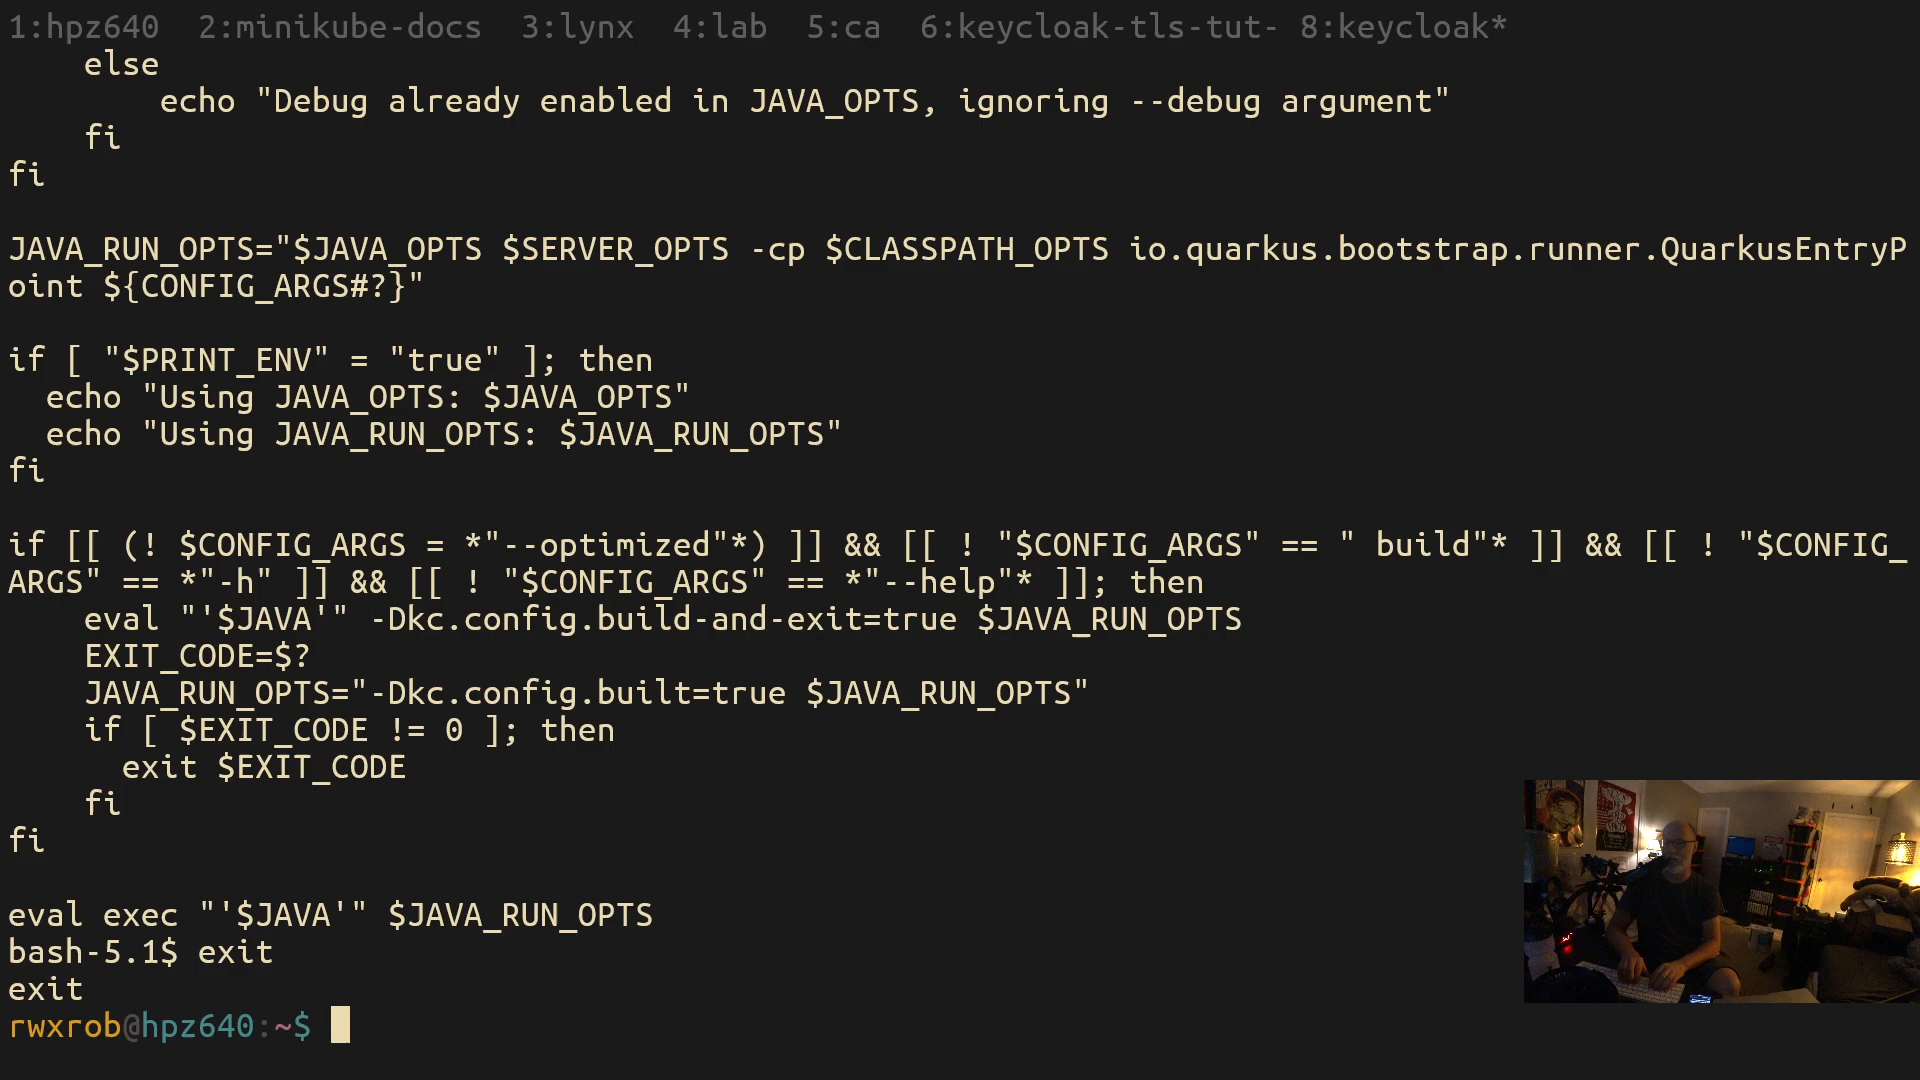 1:hpz640  2:minikube-docs  3:lynx  4:lab  5:ca  6:keycloak-tls-tut- 8:keycloak*
    else
        echo "Debug already enabled in JAVA_OPTS, ignoring --debug argument"
    fi
fi
JAVA_RUN_OPTS="$JAVA_OPTS $SERVER_OPTS -cp $CLASSPATH_OPTS io.quarkus.bootstrap.runner.QuarkusEntryP
oint ${CONFIG_ARGS#?}"
if [ "$PRINT_ENV" = "true" ]; then
  echo "Using JAVA_OPTS: $JAVA_OPTS"
  echo "Using JAVA_RUN_OPTS: $JAVA_RUN_OPTS"
fi
if [[ (! $CONFIG_ARGS = *"--optimized"*) ]] && [[ ! "$CONFIG_ARGS" == " build"* ]] && [[ ! "$CONFIG_
ARGS" == *"-h" ]] && [[ ! "$CONFIG_ARGS" == *"--help"* ]]; then
    eval "'$JAVA'" -Dkc.config.build-and-exit=true $JAVA_RUN_OPTS
    EXIT_CODE=$?
    JAVA_RUN_OPTS="-Dkc.config.built=true $JAVA_RUN_OPTS"
    if [ $EXIT_CODE != 0 ]; then
      exit $EXIT_CODE
    fi
fi
eval exec "'$JAVA'" $JAVA_RUN_OPTS
bash-5.1$ exit
exit
rwxrob@hpz640:~$